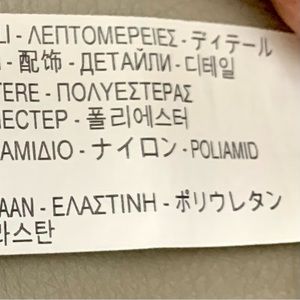 LI - ΛΕΠΤΟΜΕΡΕΙΕΣ - ディテール
- 配饰 - ДЕТАЙЛИ - 디테일
TERE - ΠΟΛΥΕΣΤΕΡΑΣ
ЕСТЕР - 폴리에스터
ΑΜΙΔΙΟ - ナイロン - POLIAMID
AAN - ΕΛΑΣΤΙΝΗ - ポリウレタン
라스탄